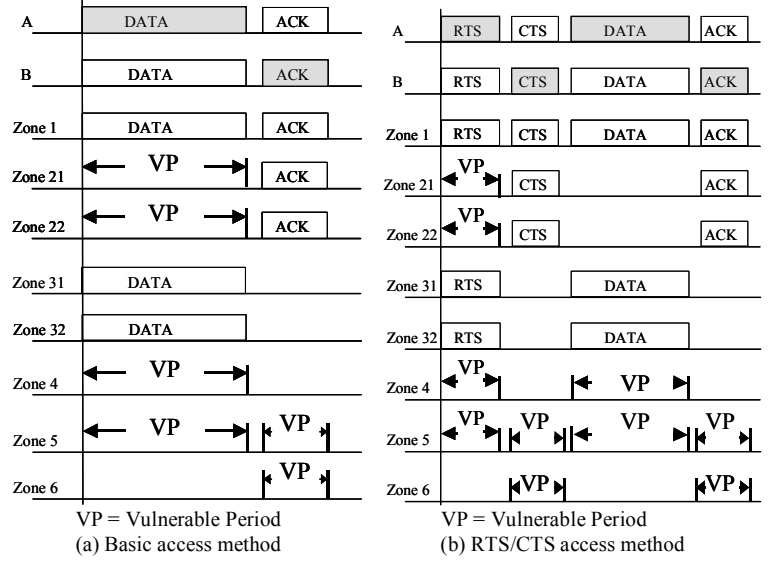 A DATA ACK
B DATA ACK
Zone 1 DATA ACK
Zone 21 VP ACK
Zone 22 VP ACK
Zone 31 DATA
Zone 32 DATA
Zone 4 VP
Zone 5 VP VP
Zone 6 VP
VP = Vulnerable Period
(a) Basic access method
A RTS CTS DATA ACK
B RTS CTS DATA ACK
Zone 1 RTS CTS DATA ACK
Zone 21 VP CTS ACK
Zone 22 VP CTS ACK
Zone 31 RTS DATA
Zone 32 RTS DATA
Zone 4 VP VP
Zone 5 VP VP VP VP
Zone 6 VP VP
VP = Vulnerable Period
(b) RTS/CTS access method